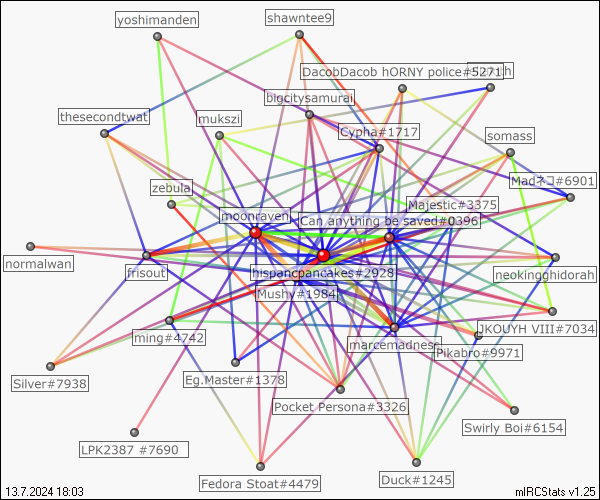 yoshimanden
shawntee9
DacobDacob hORNY police#5271
bigcitysamurai
thesecondtwat
mukszi
Cypha#1717
somass
Madネコ#6901
zebula
Majestic#3375
moonraven
Can anything be saved#0396
normalwan
frisout
hispancpancakes#2928
neokingghidorah
Mushy#1984
JKOUYH VIII#7034
ming#4742
marcemadness
Pikabro#9971
Silver#7938
Eg.Master#1378
Pocket Persona#3326
Swirly Boi#6154
LPK2387 #7690
Fedora Stoat#4479
Duck#1245
13.7.2024 18:03
mIRCStats v1.25